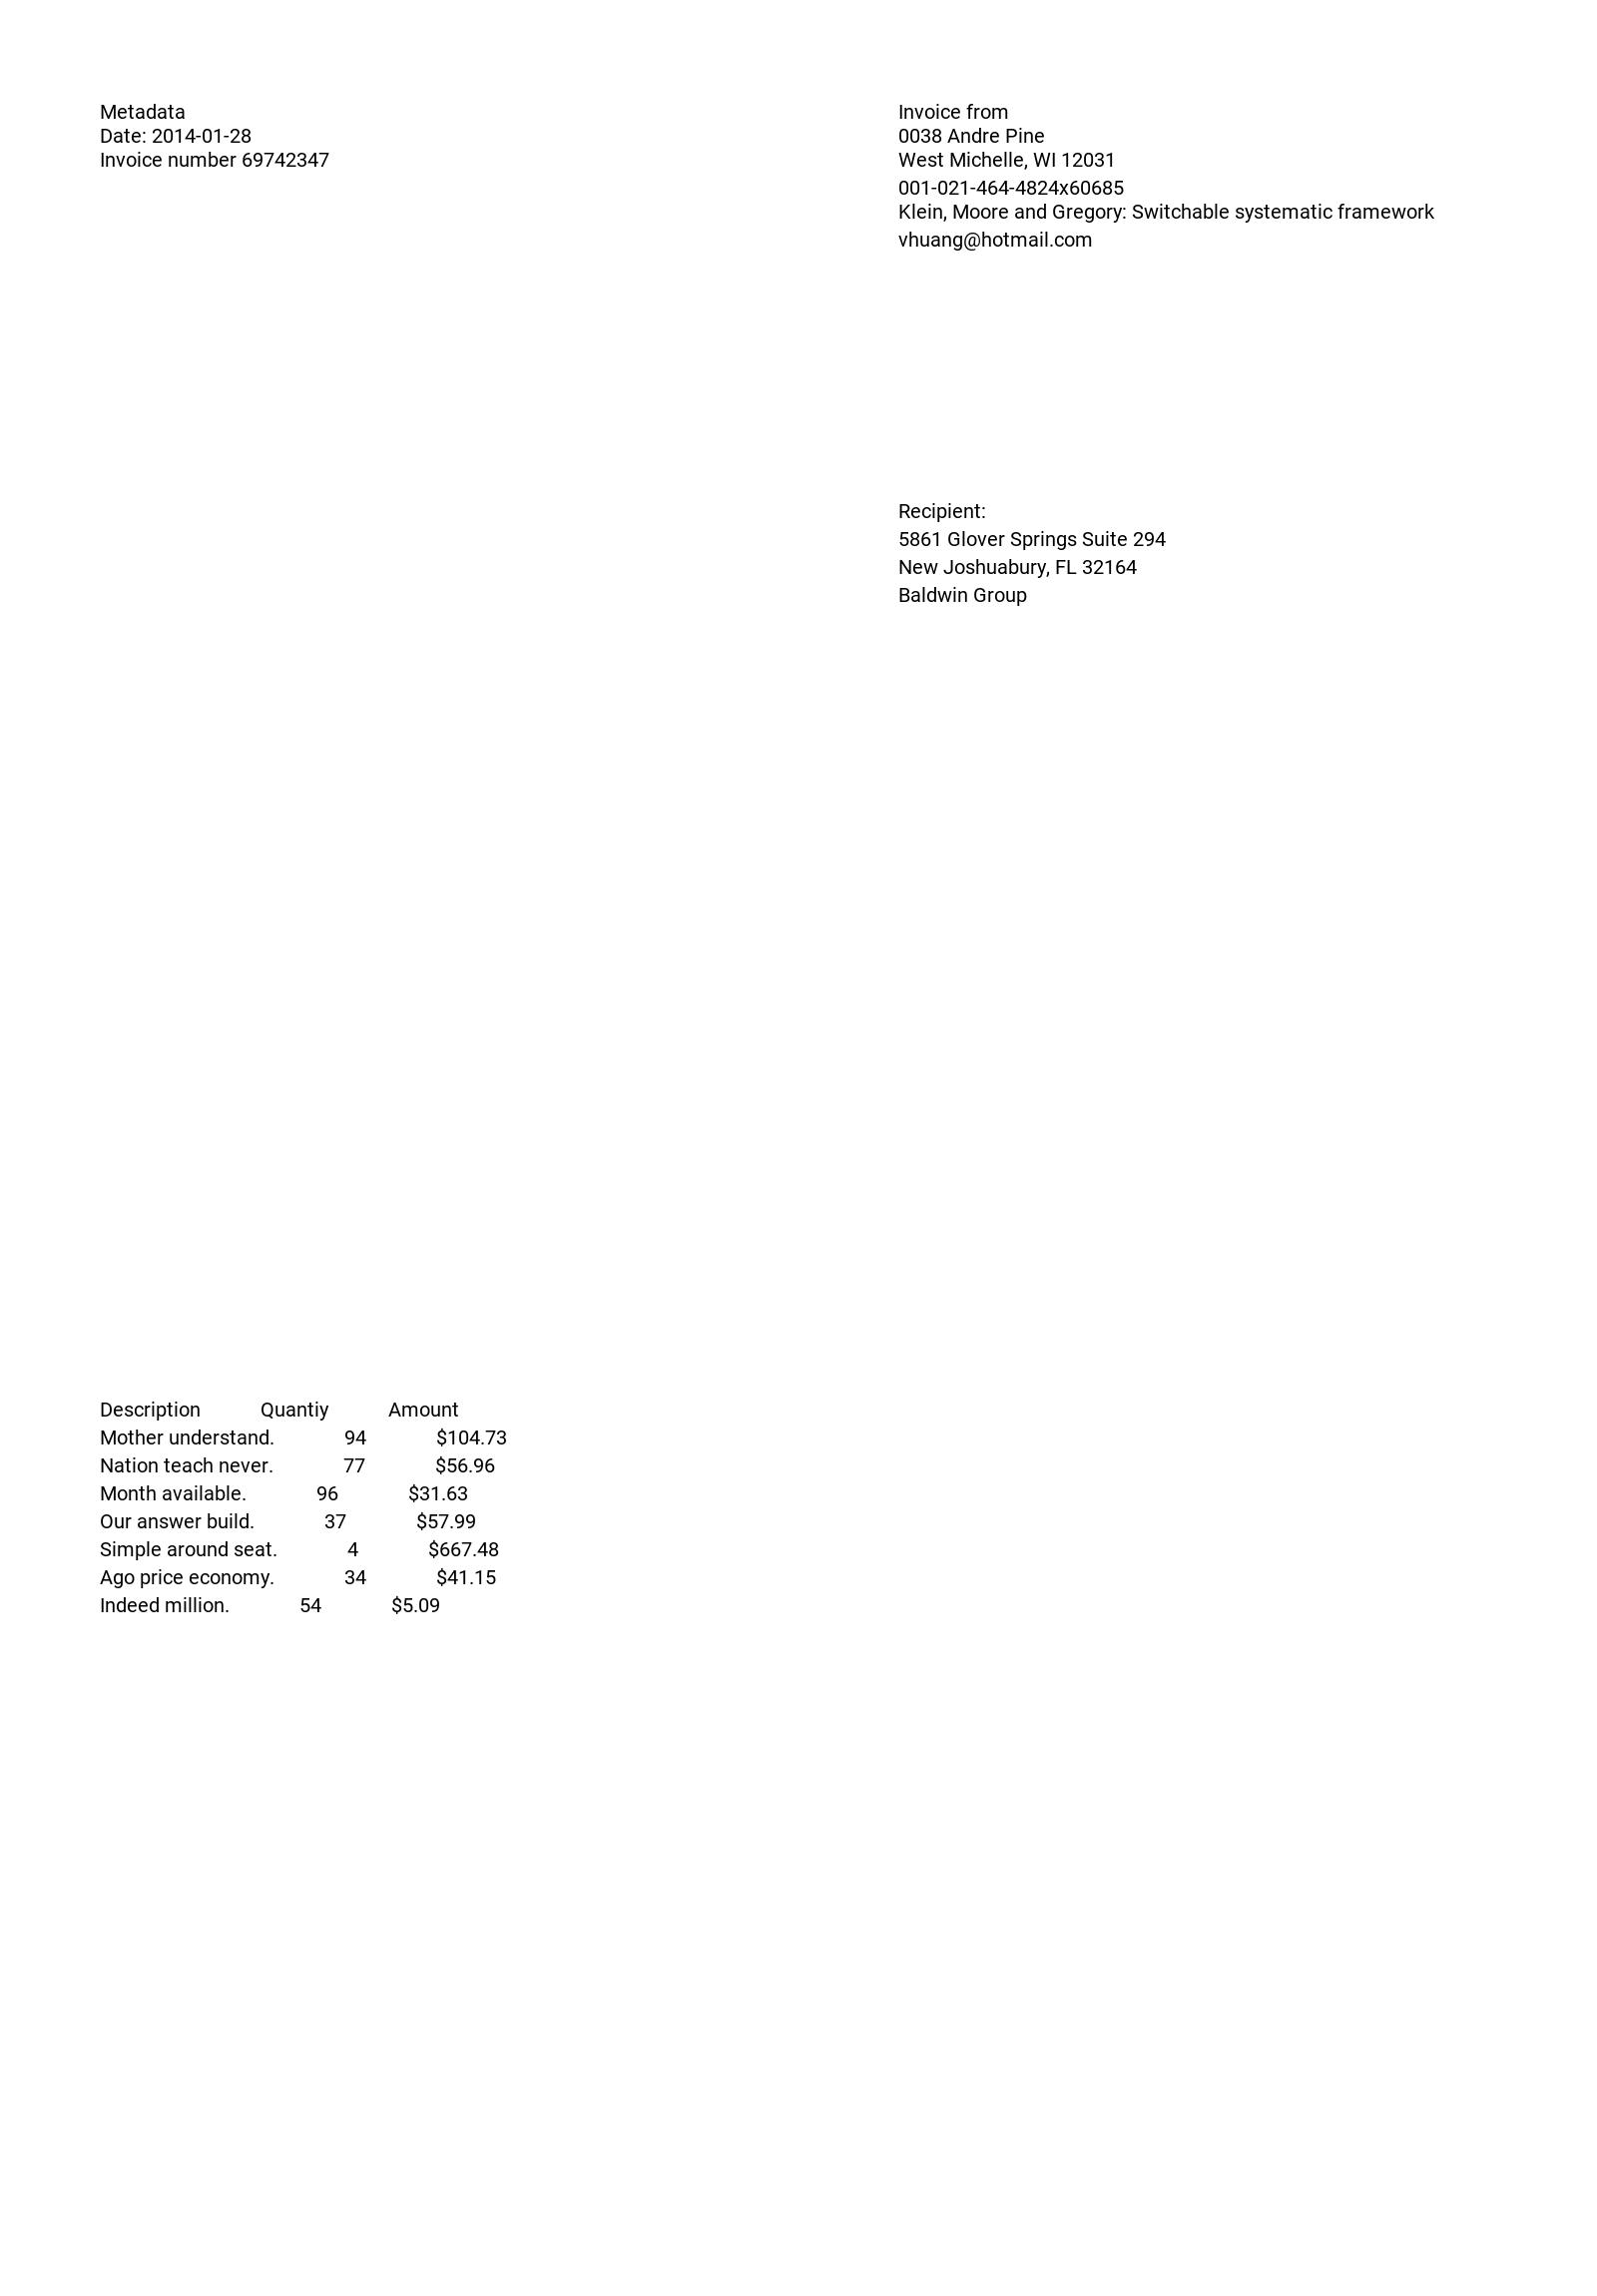 Metadata
Date: 2014-01-28
Invoice number 69742347
Invoice from
0038 Andre Pine
West Michelle, WI 12031
001-021-464-4824x60685
Klein, Moore and Gregory: Switchable systematic framework
vhuang@hotmail.com
Recipient:
5861 Glover Springs Suite 294
New Joshuabury, FL 32164
Baldwin Group
Description Quantiy Amount
Mother understand. 94 $104.73
Nation teach never. 77 $56.96
Month available. 96 $31.63
Our answer build. 37 $57.99
Simple around seat. 4 $667.48
Ago price economy. 34 $41.15
Indeed million. 54 $5.09